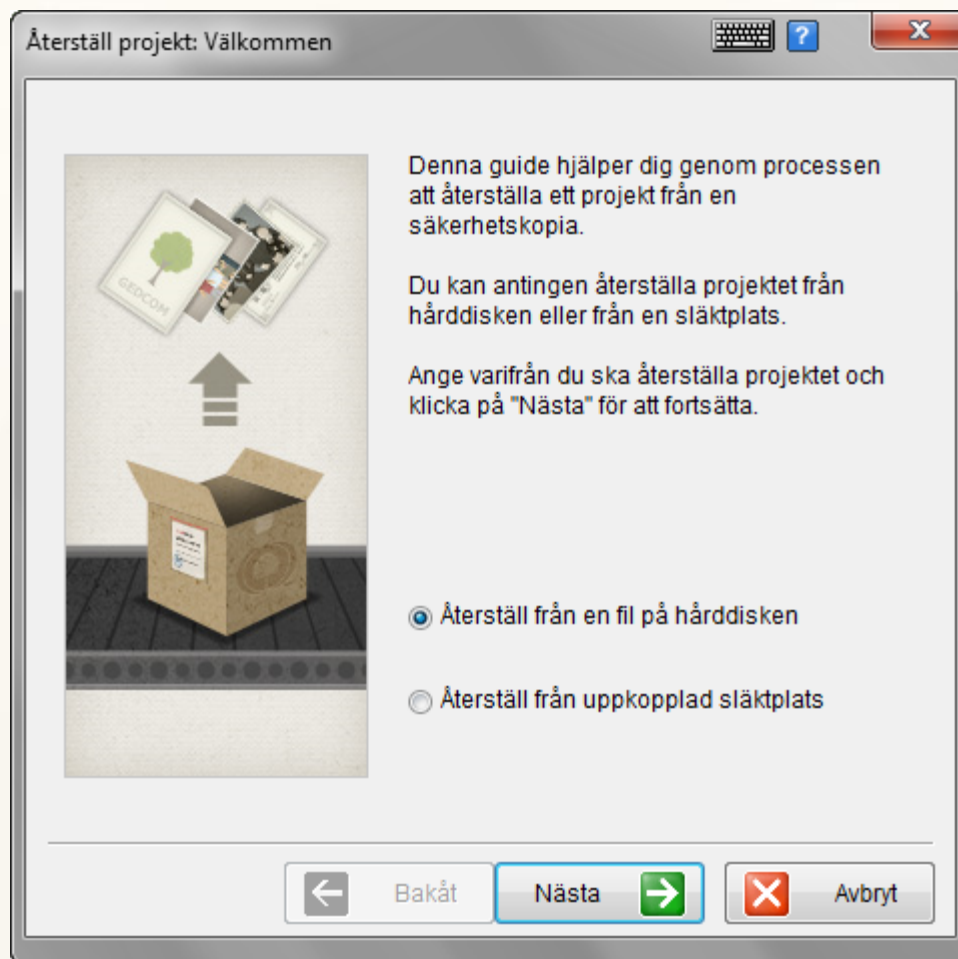 Återställ projekt: Välkommen
Denna guide hjälper dig genom processen
att återställa ett projekt från en
säkerhetskopia.
Du kan antingen återställa projektet från
hårddisken eller från en släktplats.
Ange varifrån du ska återställa projektet och
klicka på "Nästa" för att fortsätta.
GEDCOM
Återställ från en fil på hårddisken
Återställ från uppkopplad släktplats
Bakåt
Nästa
Avbryt